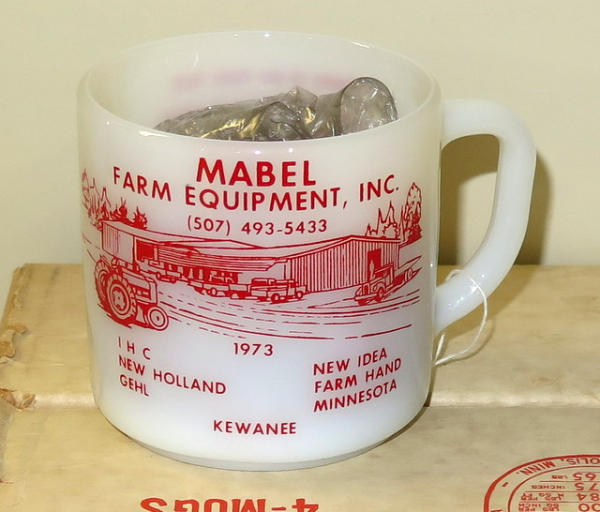 MABEL
FARM EQUIPMENT, INC.
(507) 493-5433
1973
I H C
NEW HOLLAND
GEHL
NEW IDEA
FARM HAND
MINNESOTA
KEWANEE
4-MUGS
MINN.